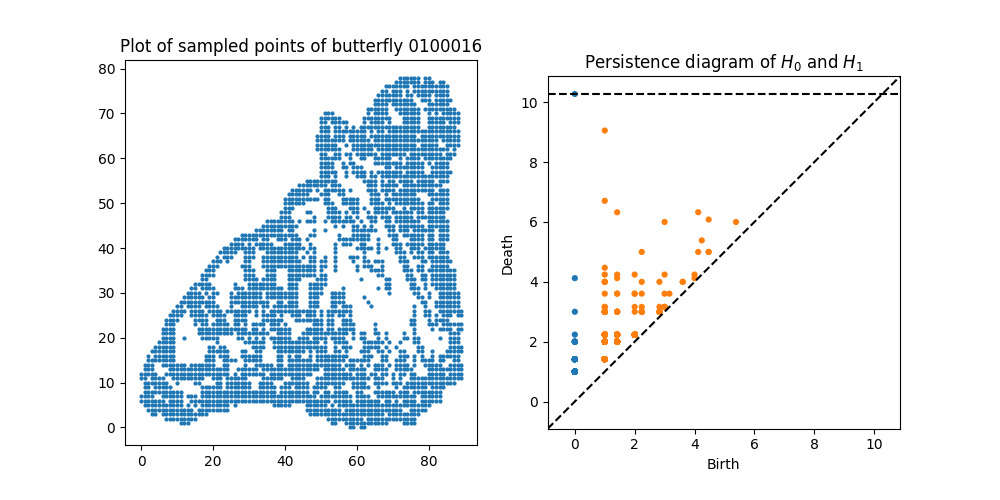 Plot of sampled points of butterfly 0100016
80
70
60
50
40
30
20
10
0
0 20 40 60 80
Persistence diagram of $H_0$ and $H_1$
Death
10
8
6
4
2
0
0 2 4 6 8 10
Birth